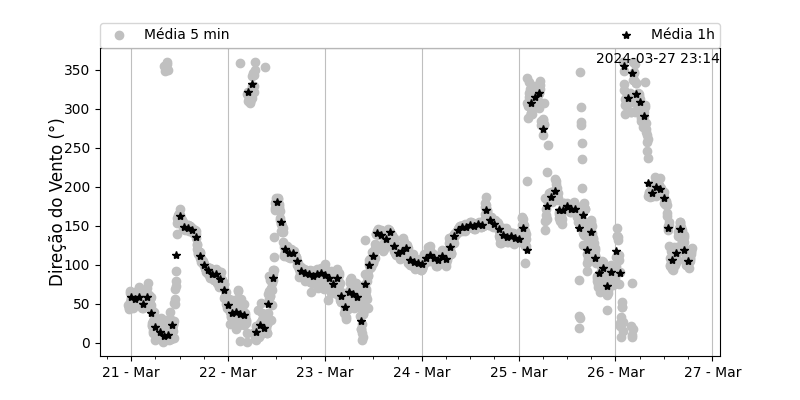 Média 5 min
Média 1h
2024-03-27 23:14
Direção do Vento (°)
350
300
250
200
150
100
50
0
21 - Mar
22 - Mar
23 - Mar
24 - Mar
25 - Mar
26 - Mar
27 - Mar